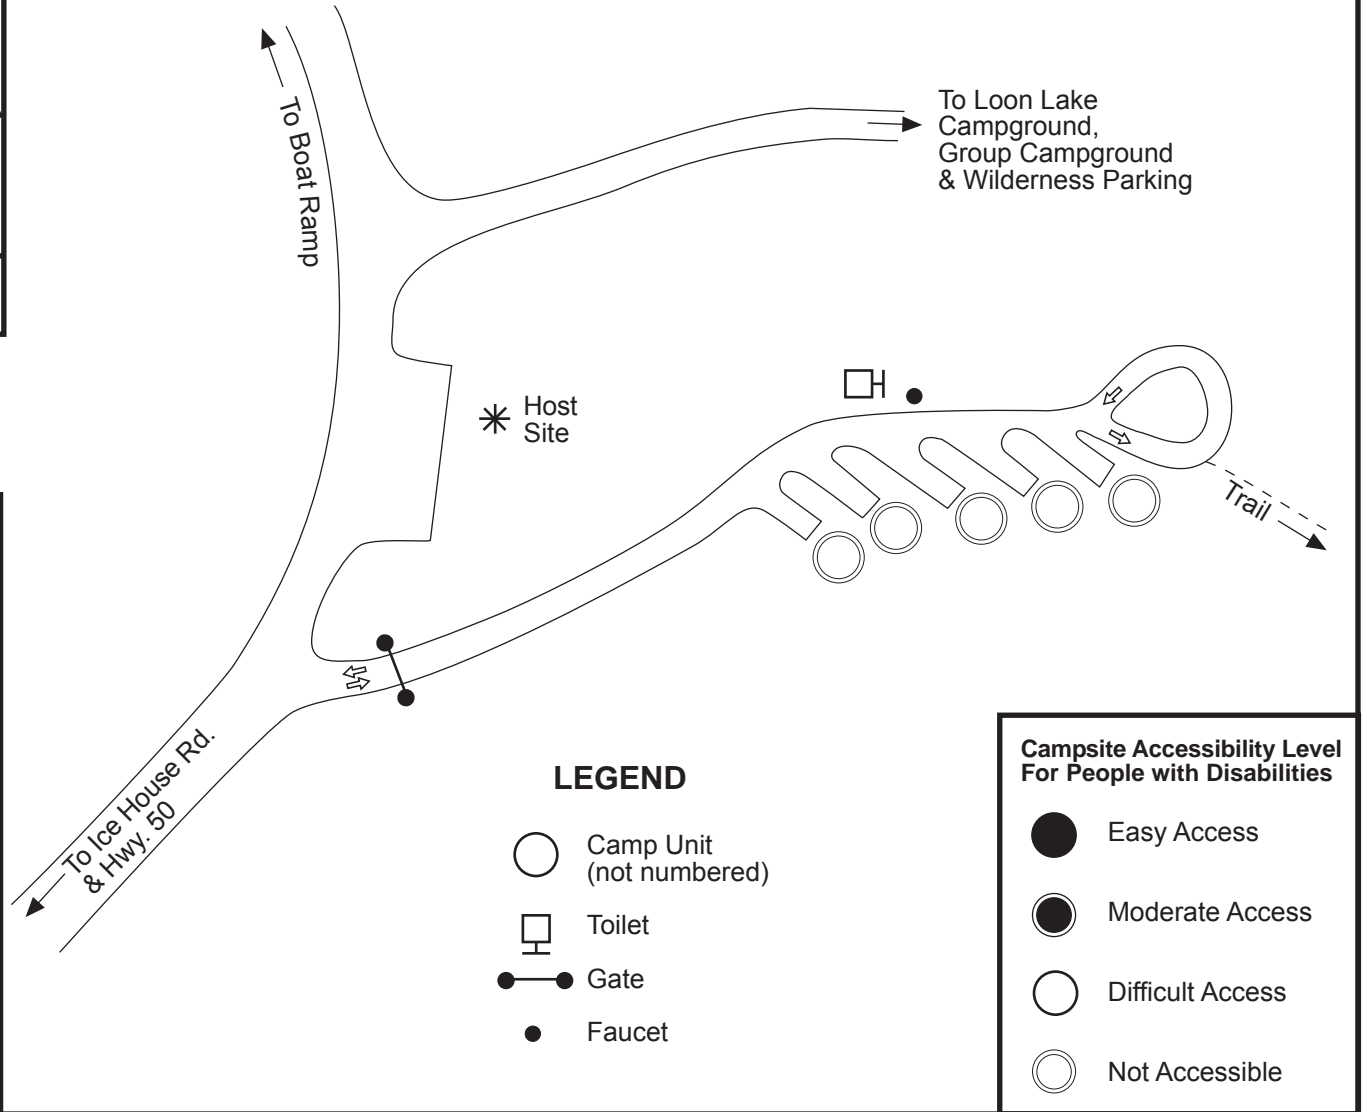 To Boat Ramp
To Loon Lake
Campground,
Group Campground
& Wilderness Parking
Host
Site
Trail
To Ice House Rd.
& Hwy. 50
LEGEND
Camp Unit
(not numbered)
Toilet
Gate
Faucet
Campsite Accessibility Level
For People with Disabilities
Easy Access
Moderate Access
Difficult Access
Not Accessible